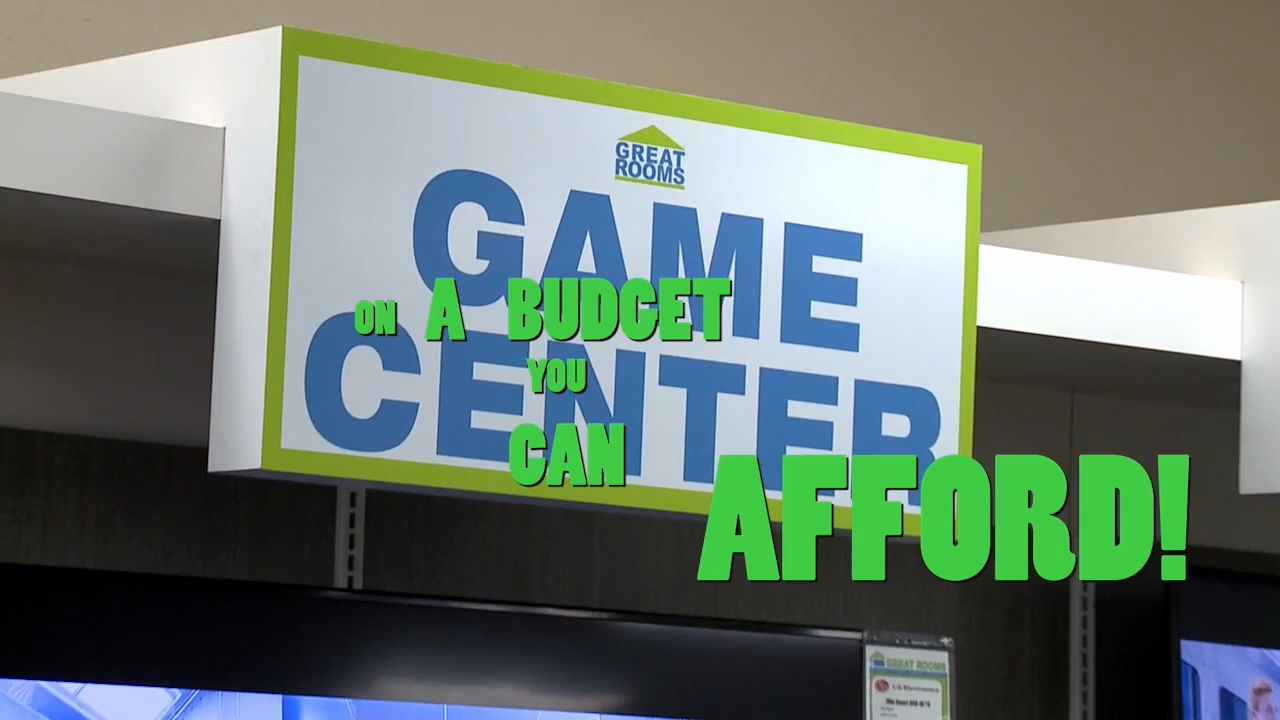 GREAT
ROOMS
GAME
CENTER
ON A BUDGET
YOU
CAN
AFFORD!
GREAT ROOMS
LG Electronics